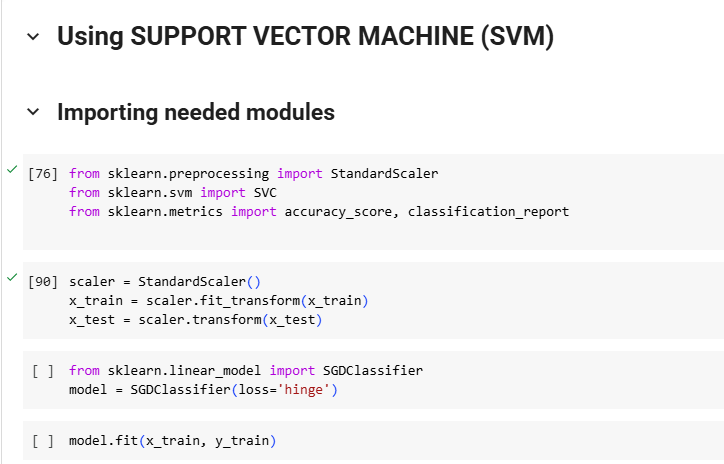 Using SUPPORT VECTOR MACHINE (SVM)
Importing needed modules
[76] from sklearn.preprocessing import StandardScaler
from sklearn.svm import SVC
from sklearn.metrics import accuracy_score, classification_report
[90] scaler = StandardScaler()
x_train = scaler.fit_transform(x_train)
x_test = scaler.transform(x_test)
[ ] from sklearn.linear_model import SGDClassifier
model = SGDClassifier(loss='hinge')
[ ] model.fit(x_train, y_train)